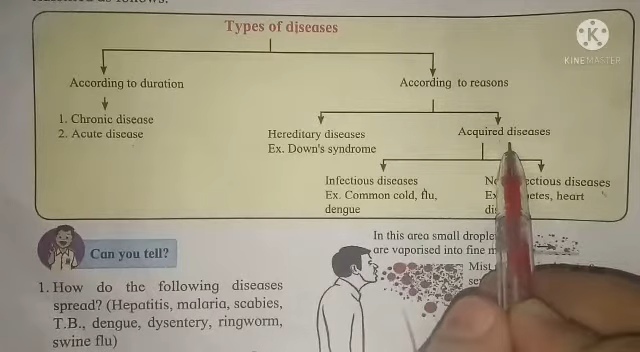 Types of diseases
According to duration
According to reasons
1. Chronic disease
2. Acute disease
Hereditary diseases
Ex. Down's syndrome
Acquired diseases
Infectious diseases
Ex. Common cold, flu,
dengue
diseases
heart
Can you tell?
1. How do the following diseases
spread? (Hepatitis, malaria, scabies,
T.B., dengue, dysentery, ringworm,
swine flu)
In this area small
are vaporised into fine
Mist
KINEMASTER